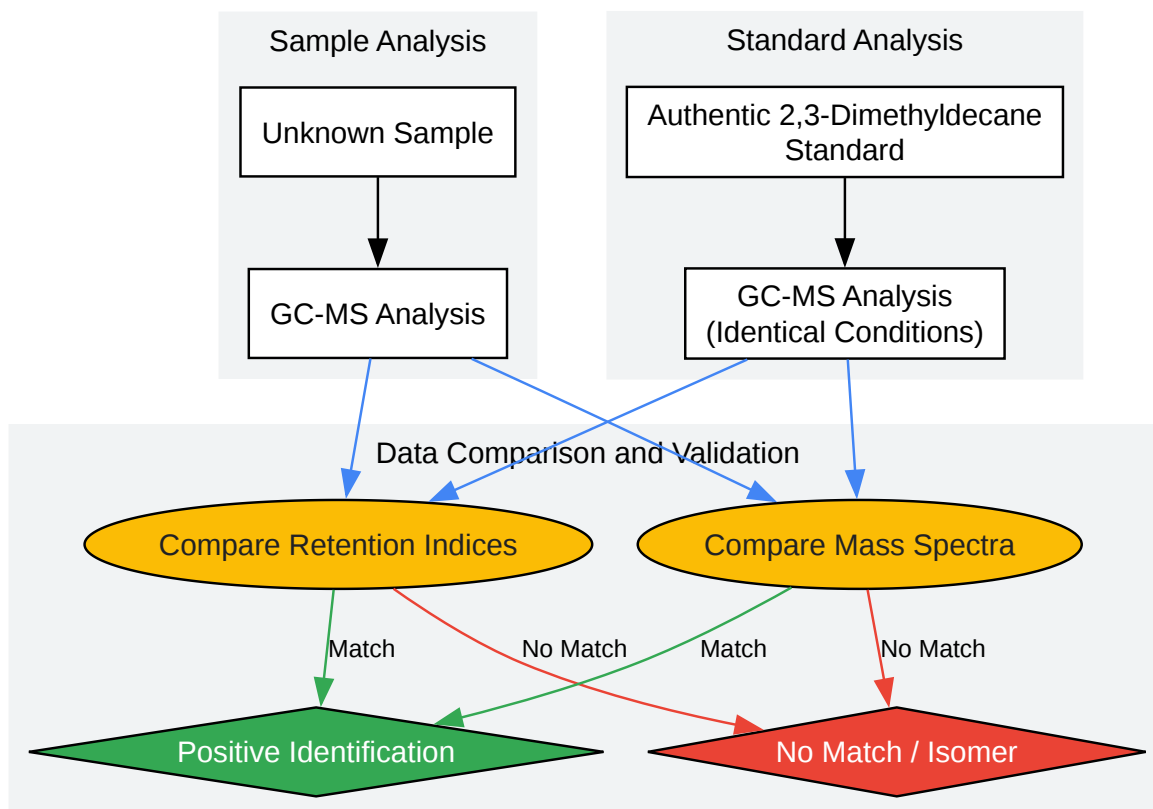 Sample Analysis
Standard Analysis
Unknown Sample
Authentic 2,3-Dimethyldecane
Standard
GC-MS Analysis
GC-MS Analysis
(Identical Conditions)
Data Comparison and Validation
Compare Retention Indices
Compare Mass Spectra
Match
No Match
Match
No Match
Positive Identification
No Match / Isomer